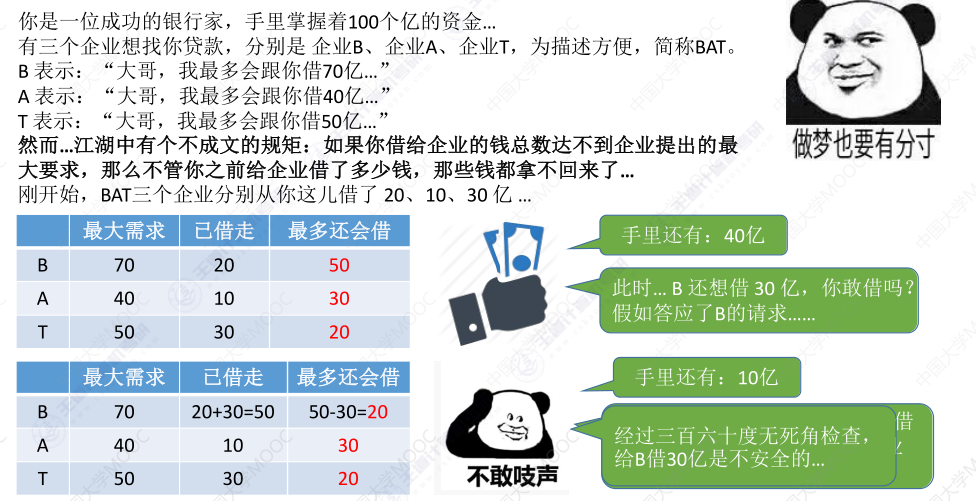 你是一位成功的银行家，手里掌握着100个亿的资金…
有三个企业想找你贷款，分别是 企业B、企业A、企业T，为描述方便，简称BAT。
B 表示：“大哥，我最多会跟你借70亿…”
A 表示：“大哥，我最多会跟你借40亿…”
T 表示：“大哥，我最多会跟你借50亿…”
然而…江湖中有个不成文的规矩：如果你借给企业的钱总数达不到企业提出的最
大要求，那么不管你之前给企业借了多少钱，那些钱都拿不回来了…
刚开始，BAT三个企业分别从你这儿借了 20、10、30 亿 …
做梦也要有分寸
最大需求 已借走 最多还会借
B 70 20 50
A 40 10 30
T 50 30 20
手里还有：40亿
此时… B 还想借 30 亿，你敢借吗？
假如答应了B的请求……
最大需求 已借走 最多还会借
B 70 20+30=50 50-30=20
A 40 10 30
T 50 30 20
不敢吱声
手里还有：10亿
经过三百六十度无死角检查，
给B借30亿是不安全的…
借